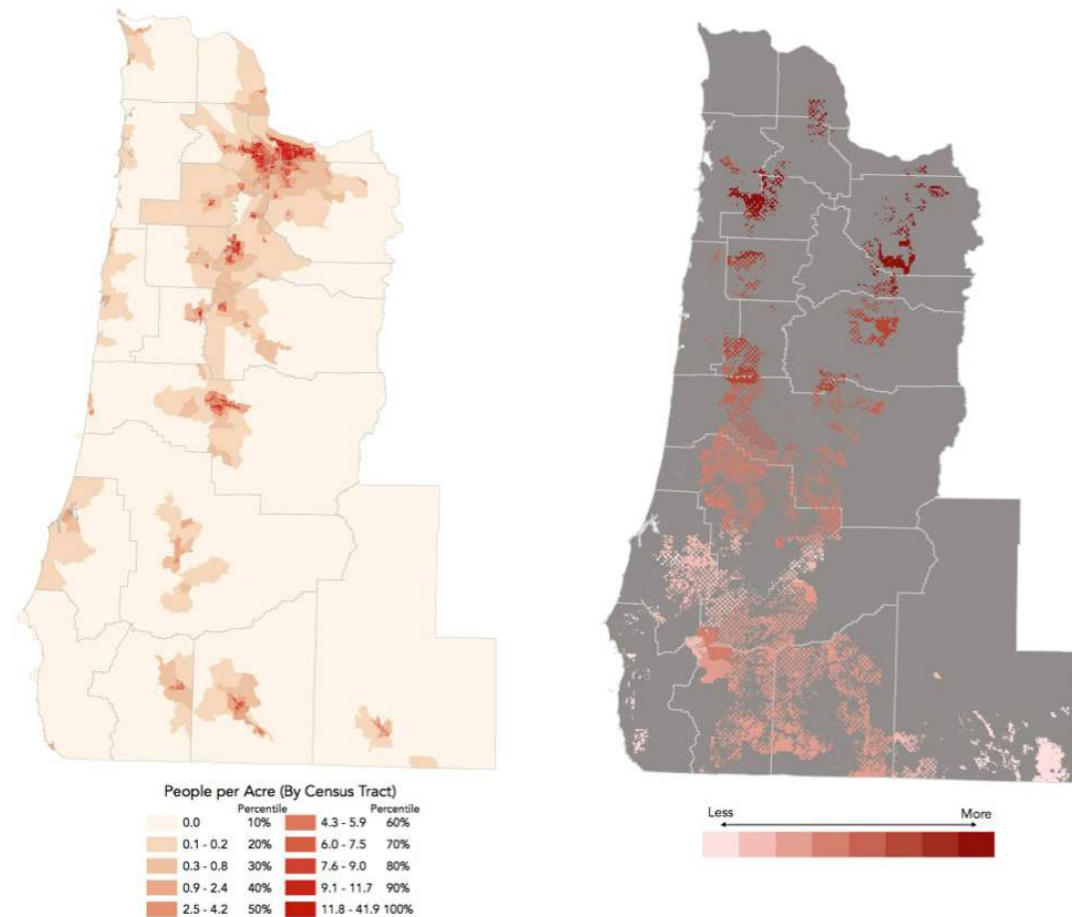 People per Acre (By Census Tract)
Percentile Percentile
0.0 10% 4.3 - 5.9 60%
0.1 - 0.2 20% 6.0 - 7.5 70%
0.3 - 0.8 30% 7.6 - 9.0 80%
0.9 - 2.4 40% 9.1 - 11.7 90%
2.5 - 4.2 50% 11.8 - 41.9 100%
Less More